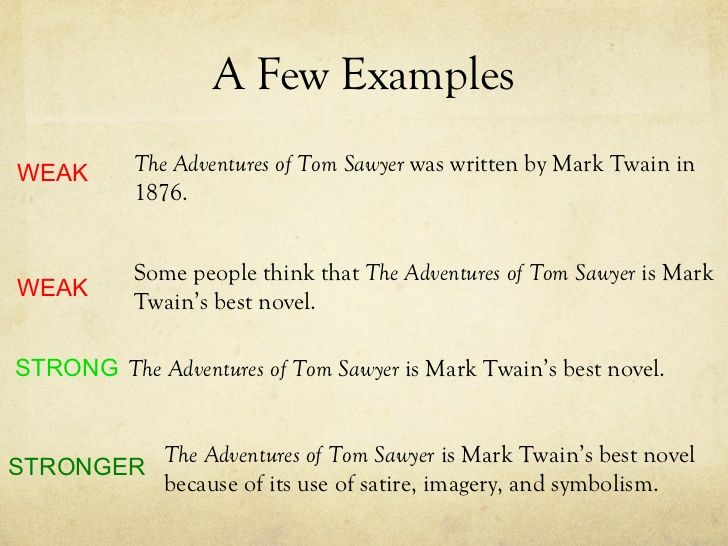 A Few Examples
WEAK The Adventures of Tom Sawyer was written by Mark Twain in
1876.
WEAK Some people think that The Adventures of Tom Sawyer is Mark
Twain’s best novel.
STRONG The Adventures of Tom Sawyer is Mark Twain’s best novel.
STRONGER The Adventures of Tom Sawyer is Mark Twain’s best novel
because of its use of satire, imagery, and symbolism.